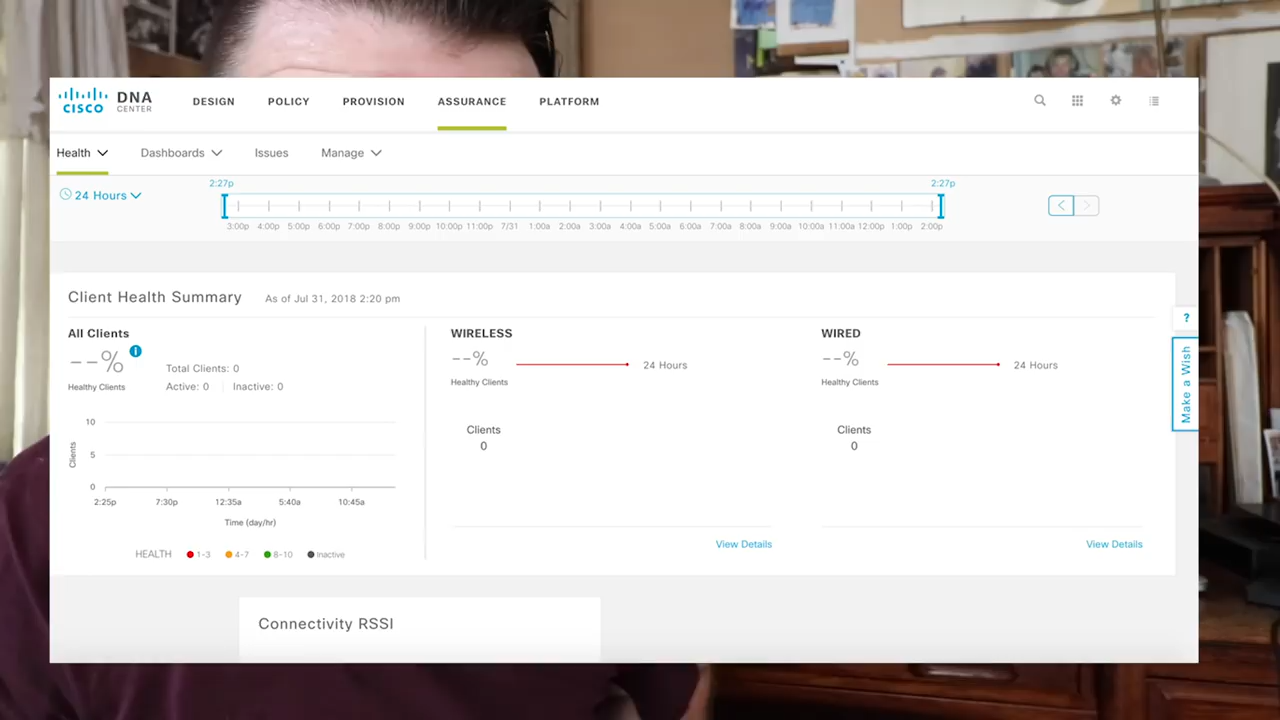 CISCO DNA CENTER DESIGN POLICY PROVISION ASSURANCE PLATFORM
Health Dashboards Issues Manage
24 Hours
2:27p 2:27p
3:00p 4:00p 5:00p 6:00p 7:00p 8:00p 9:00p 10:00p 11:00p 7/31 1:00a 2:00a 3:00a 4:00a 5:00a 6:00a 7:00a 8:00a 9:00a 10:00a 11:00a 12:00p 1:00p 2:00p
Client Health Summary As of Jul 31, 2018 2:20 pm
?
Make a Wish
All Clients
--% i
Healthy Clients
Total Clients: 0
Active: 0 Inactive: 0
10
5
0
Clients
2:25p 7:30p 12:35a 5:40a 10:45a
Time (day/hr)
HEALTH 1-3 4-7 8-10 Inactive
WIRELESS
--% 24 Hours
Healthy Clients
Clients
0
View Details
WIRED
--% 24 Hours
Healthy Clients
Clients
0
View Details
Connectivity RSSI